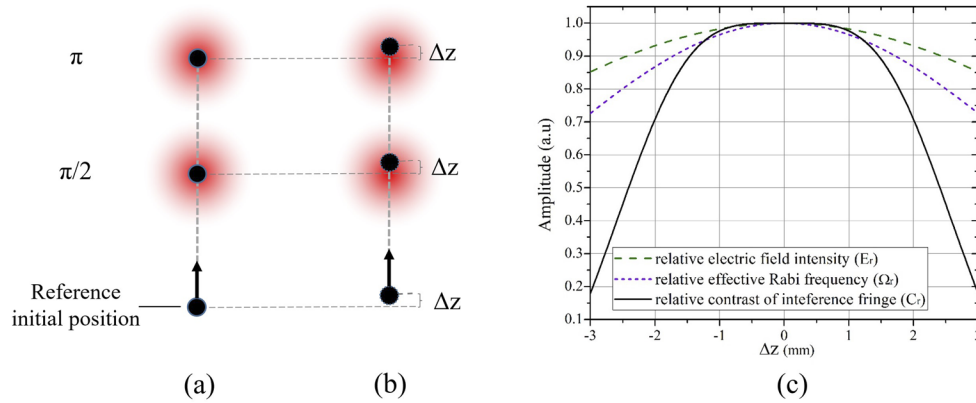 π
Δz
π/2
Δz
Reference
initial position
Δz
(a)
(b)
1.0
0.9
0.8
0.7
0.6
0.5
0.4
0.3
0.2
0.1
Amplitude (a.u)
relative electric field intensity (Er)
relative effective Rabi frequency (Ωr)
relative contrast of inteference fringe (Cr)
-3
-2
-1
0
1
2
3
Δz (mm)
(c)